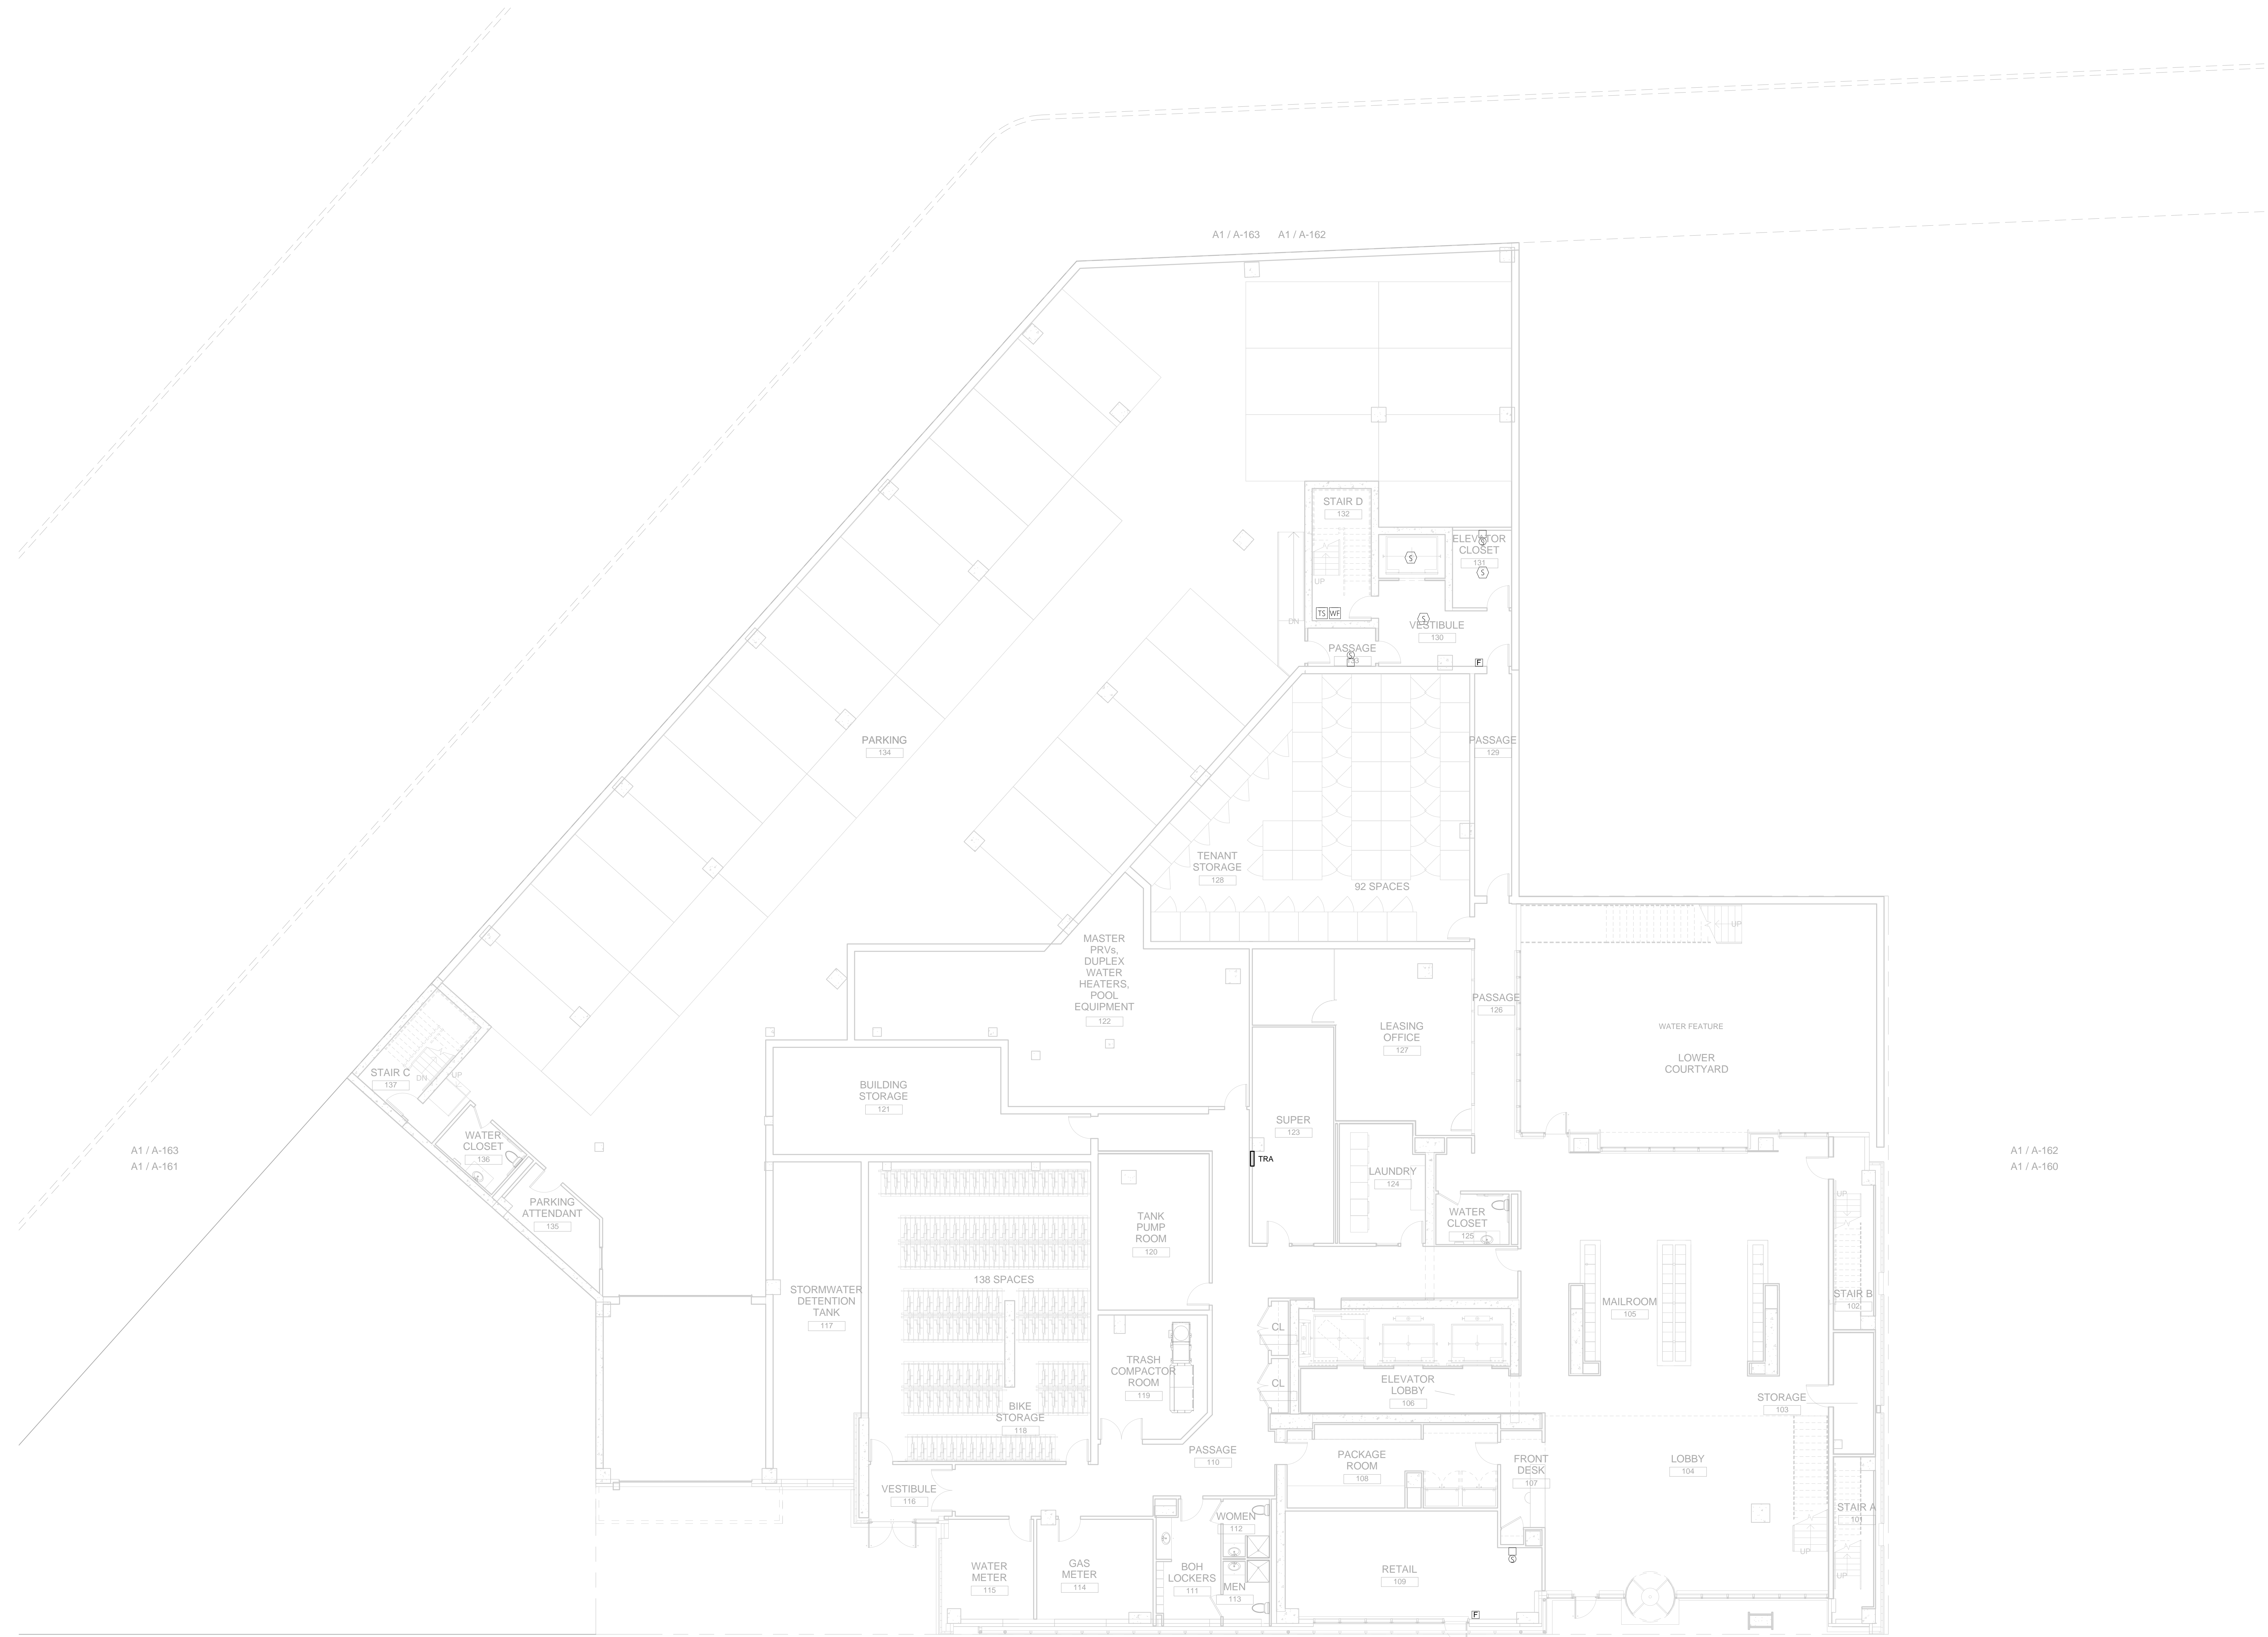 A1 / A-163 A1 / A-162
STAIR D
132
ELEVATOR
CLOSET
131
S
S
S
UP
TS WF
S
VESTIBULE
130
DN
PASSAGE
133
S
F
PARKING
134
PASSAGE
129
TENANT
STORAGE
128
92 SPACES
UP
MASTER
PRVs,
DUPLEX
WATER
HEATERS,
POOL
EQUIPMENT
122
PASSAGE
126
LEASING
OFFICE
127
WATER FEATURE
LOWER
COURTYARD
STAIR C
137
DN
UP
BUILDING
STORAGE
121
SUPER
123
WATER
CLOSET
136
A1 / A-163
A1 / A-161
A1 / A-162
A1 / A-160
TRA
LAUNDRY
124
PARKING
ATTENDANT
135
TANK
PUMP
ROOM
120
WATER
CLOSET
125
UP
138 SPACES
STORMWATER
DETENTION
TANK
117
MAILROOM
105
STAIR B
102
CL
TRASH
COMPACTOR
ROOM
119
CL
ELEVATOR
LOBBY
106
STORAGE
103
BIKE
STORAGE
118
PASSAGE
110
PACKAGE
ROOM
108
FRONT
DESK
107
LOBBY
104
VESTIBULE
116
WOMEN
112
STAIR A
101
UP
S
WATER
METER
115
GAS
METER
114
BOH
LOCKERS
111
MEN
113
RETAIL
109
UP
F